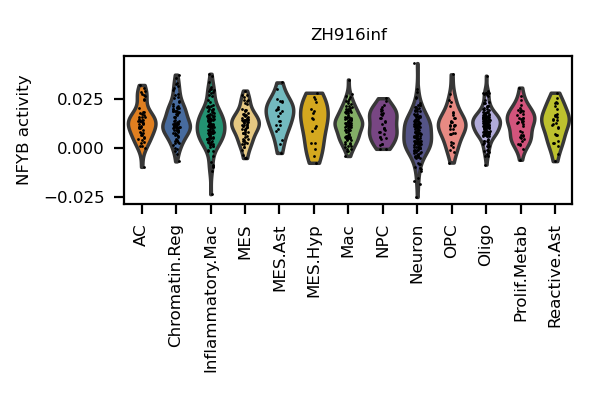 ZH916inf
NFYB activity
0.025
0.000
−0.025
AC
Chromatin.Reg
Inflammatory.Mac
MES
MES.Ast
MES.Hyp
Mac
NPC
Neuron
OPC
Oligo
Prolif.Metab
Reactive.Ast